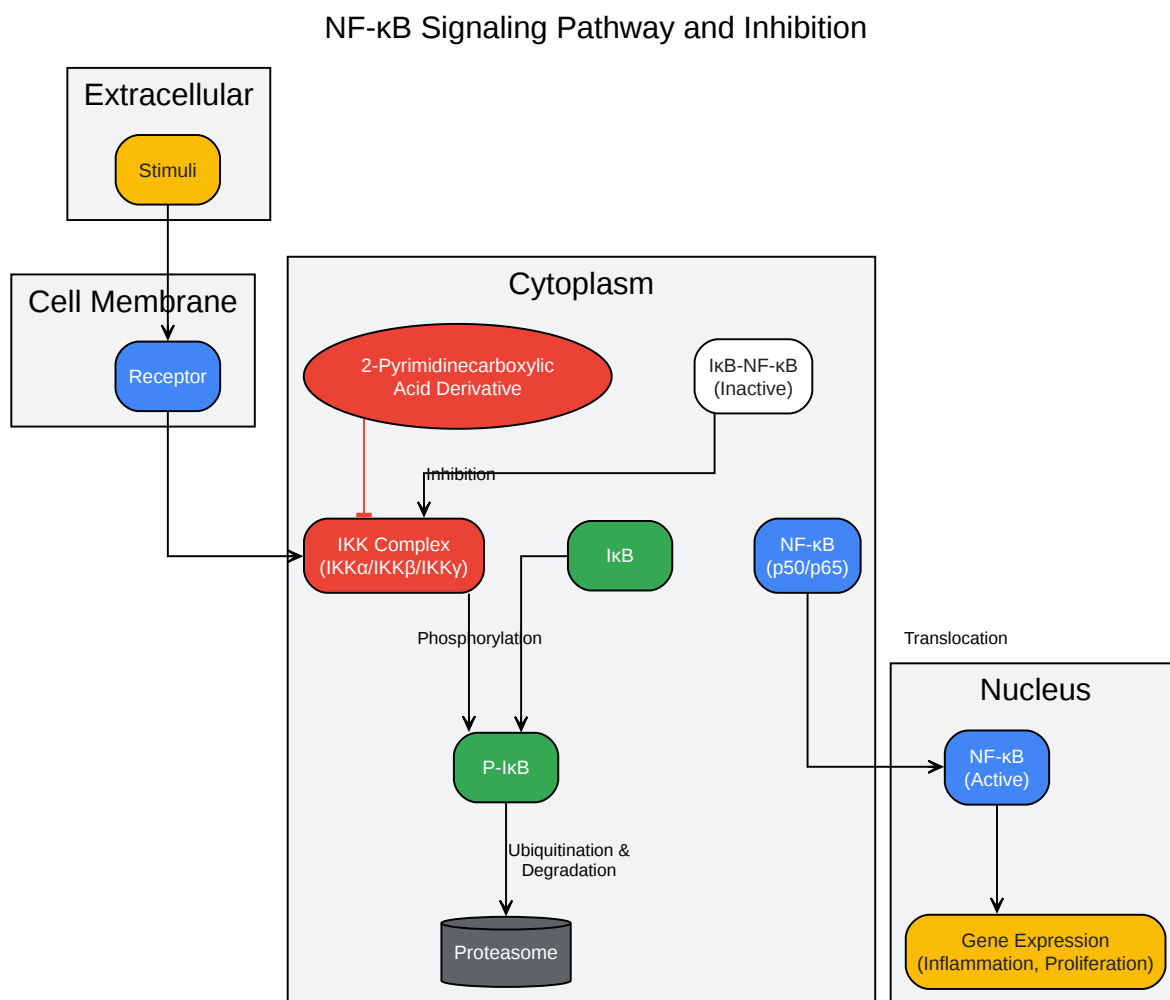 NF-κB Signaling Pathway and Inhibition
Extracellular
Stimuli
Cell Membrane
Receptor
Cytoplasm
2-Pyrimidinecarboxylic
Acid Derivative
IκB-NF-κB
(Inactive)
Inhibition
IKK Complex
(IKKα/IKKβ/IKKγ)
IκB
NF-κB
(p50/p65)
Phosphorylation
Translocation
Nucleus
P-IκB
NF-κB
(Active)
Ubiquitination &
Degradation
Proteasome
Gene Expression
(Inflammation, Proliferation)